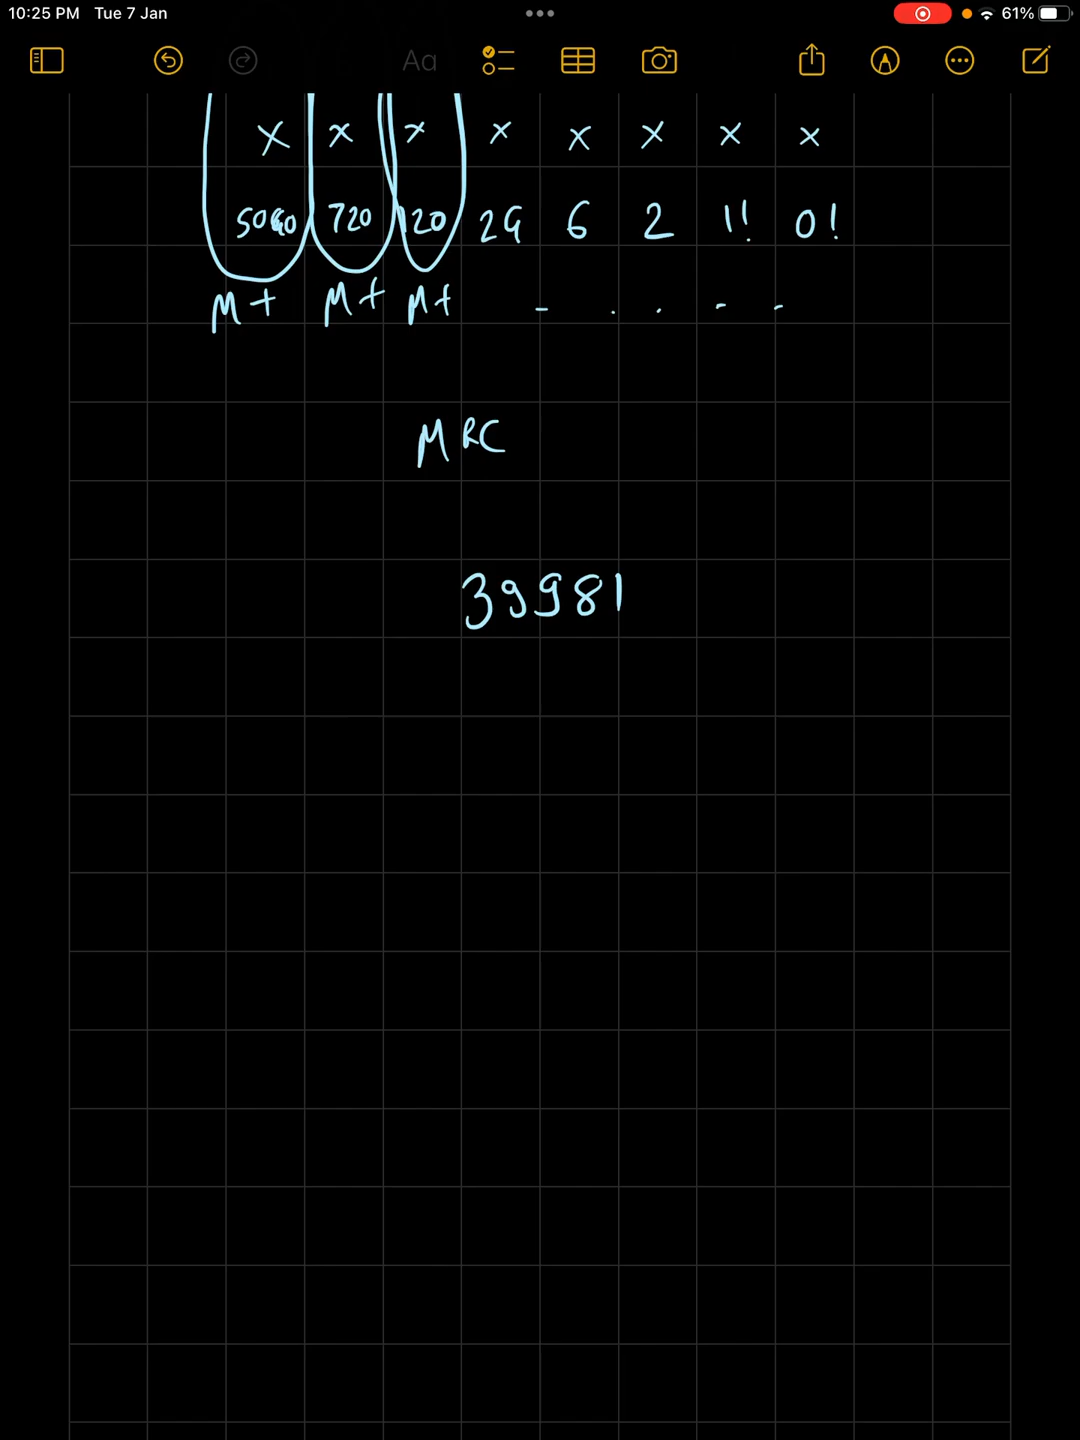 10:25 PM Tue 7 Jan 61%
Aa
x x x x x x x x
5040 720 120 24 6 2 1! 0!
M+ M+ M+ - . . - -
MRC
39981